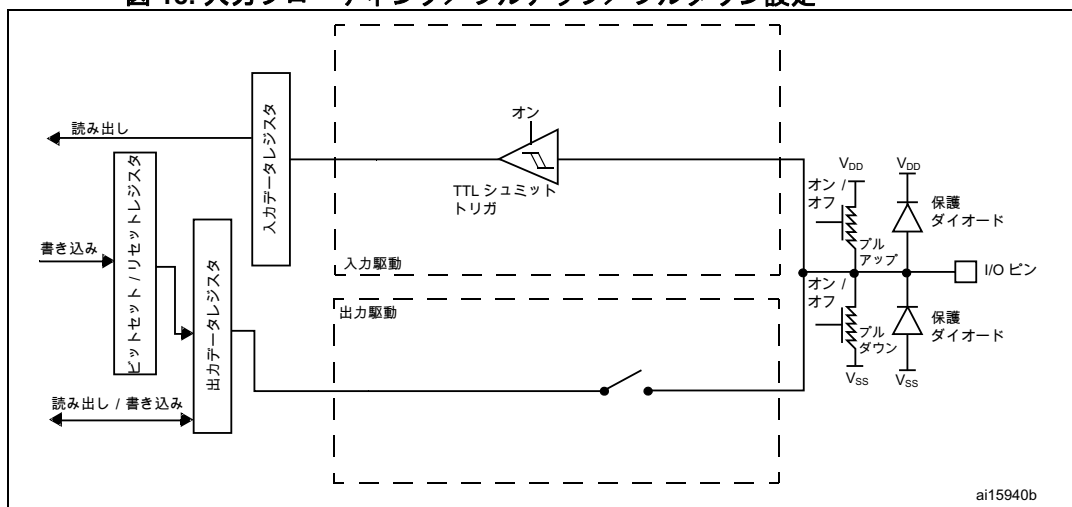 図 18. 入力フローティング / プルアップ / プルダウン設定
オン
読み出し
入力データレジスタ
TTL シュミット
トリガ
ビットセット / リセットレジスタ
書き込み
出力データレジスタ
読み出し / 書き込み
入力駆動
出力駆動
オン /
オフ
VDD
VDD
保護
ダイオード
プル
アップ
I/O ピン
オン /
オフ
プル
ダウン
保護
ダイオード
VSS
VSS
ai15940b